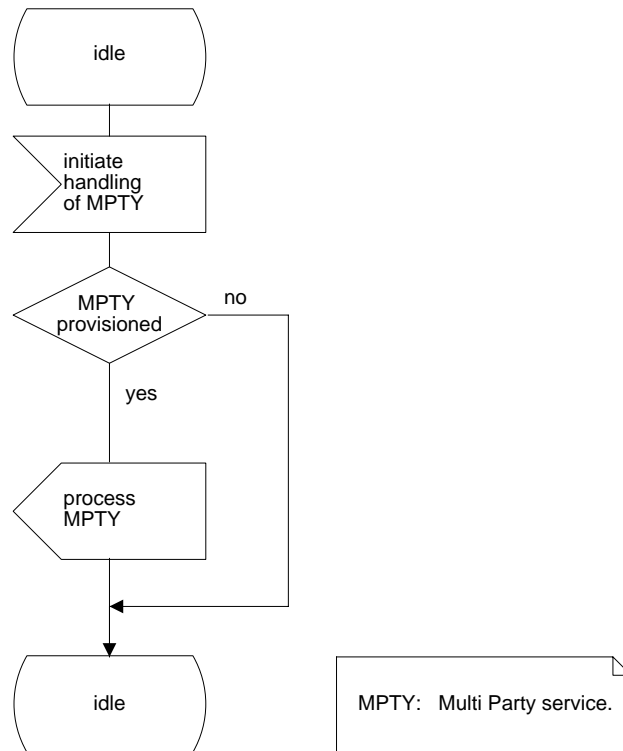 idle
initiate
handling
of MPTY
MPTY
provisioned
no
yes
process
MPTY
idle
MPTY: Multi Party service.